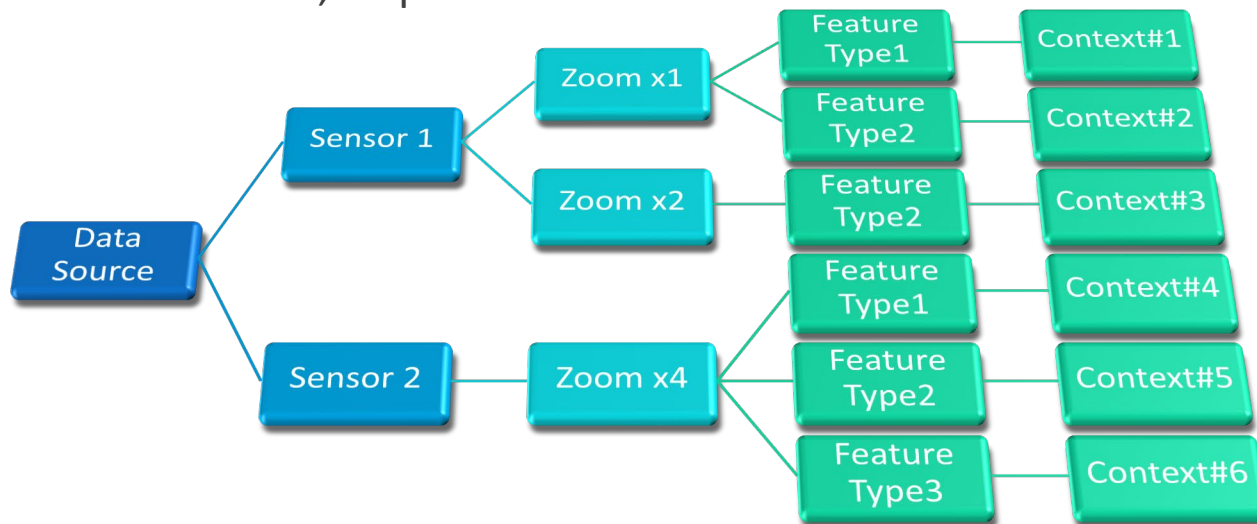 Feature
Type1
Context#1
Zoom x1
Feature
Type2
Context#2
Sensor 1
Zoom x2
Feature
Type2
Context#3
Data
Source
Feature
Type1
Context#4
Sensor 2
Zoom x4
Feature
Type2
Context#5
Feature
Type3
Context#6